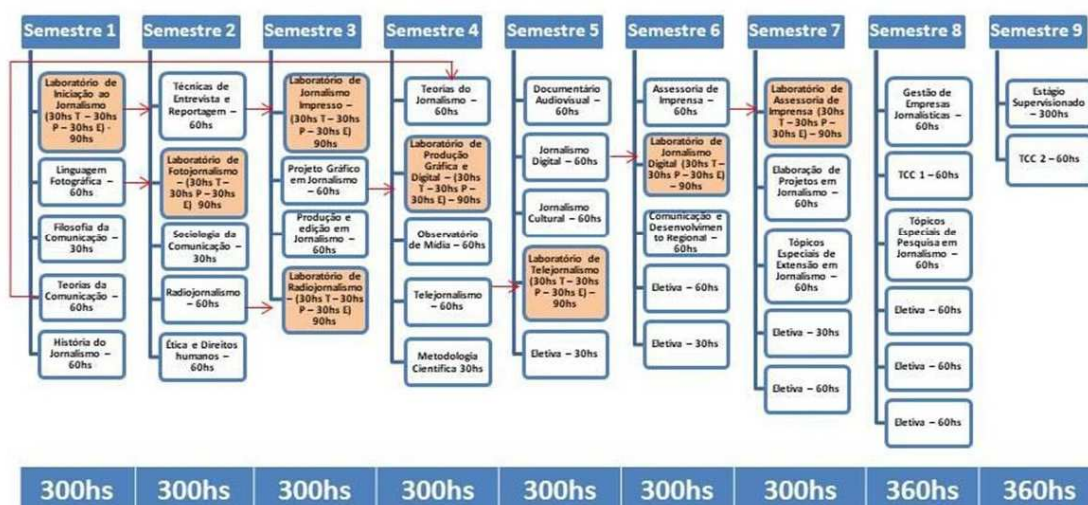 Semestre 1
Laboratório de
Iniciação ao
Jornalismo
(30hs T – 30hs
P – 30hs E) -
90hs
Linguagem
Fotográfica –
60hs
Filosofia da
Comunicação –
30hs
Teorias da
Comunicação –
60hs
História do
Jornalismo –
60hs
300hs
Semestre 2
Técnicas de
Entrevista e
Reportagem –
60hs
Laboratório de
Fotojornalismo
– (30hs T –
30hs P – 30hs
E) 90hs
Sociologia da
Comunicação –
30hs
Radiojornalismo
– 60hs
Ética e Direitos
humanos –
60hs
300hs
Semestre 3
Laboratório de
Jornalismo
Impresso –
(30hs T – 30hs
P – 30hs E)
90hs
Projeto Gráfico
em Jornalismo
– 60hs
Produção e
edição em
Jornalismo –
60hs
Laboratório de
Radiojornalismo
– (30hs T – 30hs
P – 30hs E)
90hs
300hs
Semestre 4
Teorias do
Jornalismo –
60hs
Laboratório de
Produção
Gráfica e
Digital – (30hs
T – 30hs P –
30hs E) – 90hs
Observatório
de Mídia – 60hs
Telejornalismo
– 60hs
Metodologia
Científica 30hs
300hs
Semestre 5
Documentário
Audiovisual –
60hs
Jornalismo
Digital – 60hs
Jornalismo
Cultural – 60hs
Laboratório de
Telejornalismo
(30hs T – 30hs
P – 30hs E) –
90hs
Eletiva – 30hs
300hs
Semestre 6
Assessoria de
Imprensa –
60hs
Laboratório de
Jornalismo
Digital (30hs T –
30hs P – 30hs E)
– 90hs
Comunicação e
Desenvolvime
nto Regional –
60hs
Eletiva – 60hs
Eletiva – 30hs
300hs
Semestre 7
Laboratório de
Assessoria de
Imprensa (30hs
T – 30hs P –
30hs E) – 90hs
Elaboração de
Projetos em
Jornalismo –
60hs
Tópicos
Especiais de
Extensão em
Jornalismo –
60hs
Eletiva – 30hs
Eletiva – 60hs
300hs
Semestre 8
Gestão de
Empresas
Jornalísticas –
60hs
TCC 1 – 60hs
Tópicos
Especiais de
Pesquisa em
Jornalismo –
60hs
Eletiva – 60hs
Eletiva – 60hs
Eletiva – 60hs
360hs
Semestre 9
Estágio
Supervisionado
– 300hs
TCC 2 – 60hs
360hs